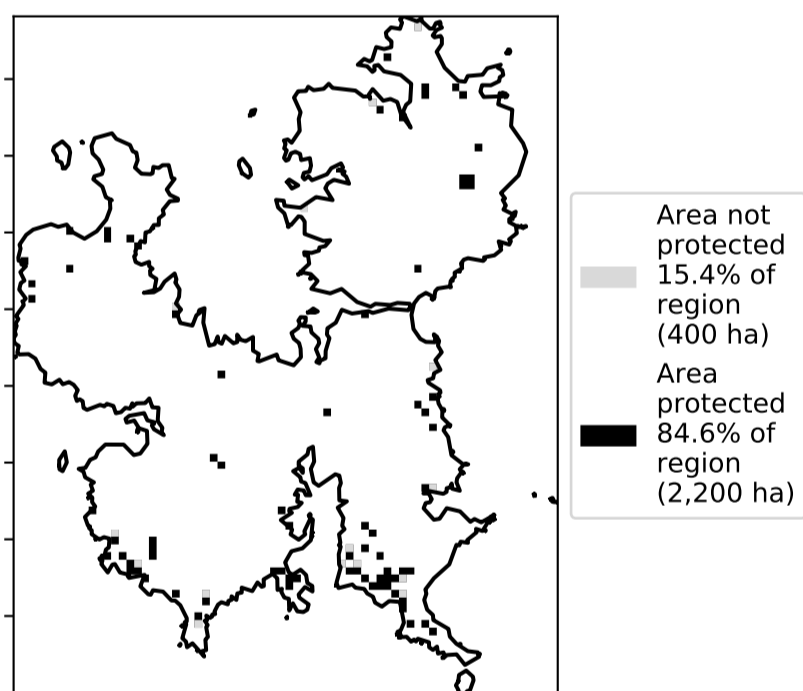 Area not
protected
15.4% of
region
(400 ha)
Area
protected
84.6% of
region
(2,200 ha)